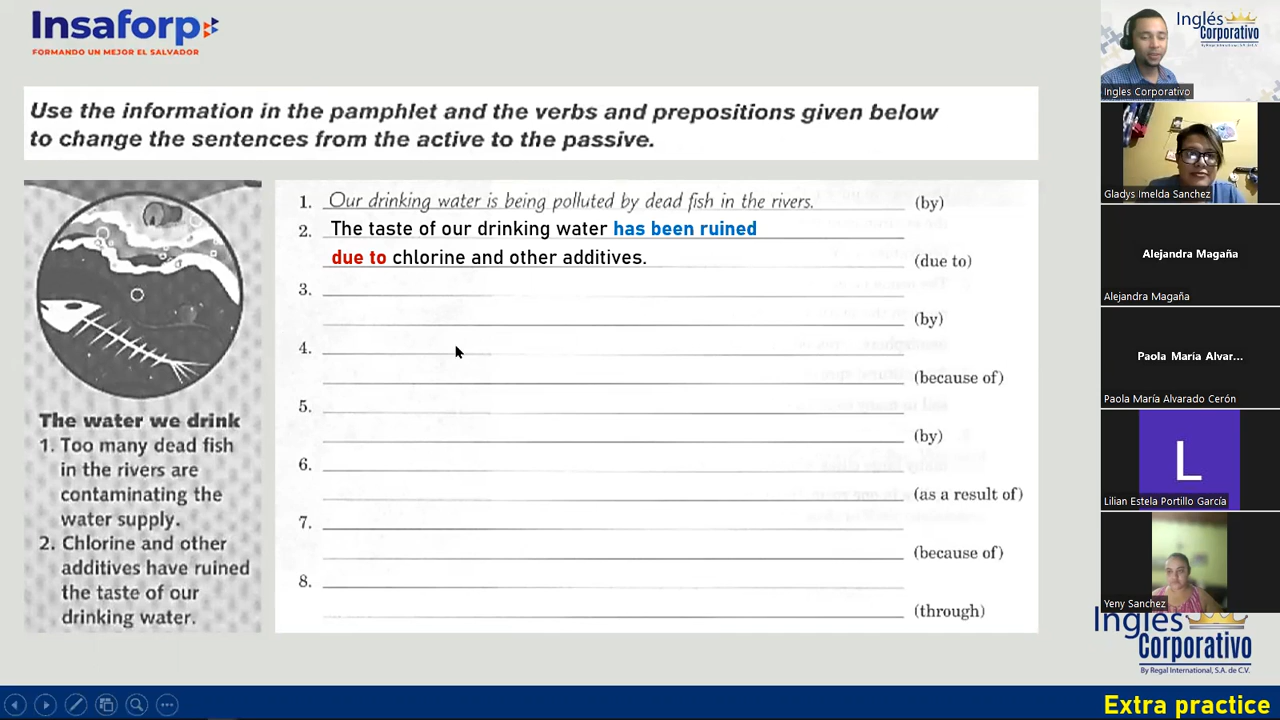 Insaforp
FORMANDO UN MEJOR EL SALVADOR
Use the information in the pamphlet and the verbs and prepositions given below
to change the sentences from the active to the passive.
The water we drink
1. Too many dead fish
in the rivers are
contaminating the
water supply.
2. Chlorine and other
additives have ruined
the taste of our
drinking water.
1. Our drinking water is being polluted by dead fish in the rivers. (by)
2. The taste of our drinking water has been ruined
due to chlorine and other additives. (due to)
3.
(by)
4.
(because of)
5.
(by)
6.
(as a result of)
7.
(because of)
8.
(through)
Inglés
Corporativo
By Regal International, S.A. de C.V.
Ingles Corporativo
Gladys Imelda Sanchez
Alejandra Magaña
Alejandra Magaña
Paola Maria Alvar...
Paola María Alvarado Cerón
L
Lilian Estela Portillo García
Yeny Sanchez
Inglés
Corporativo
By Regal International, S.A. de C.V.
Extra practice